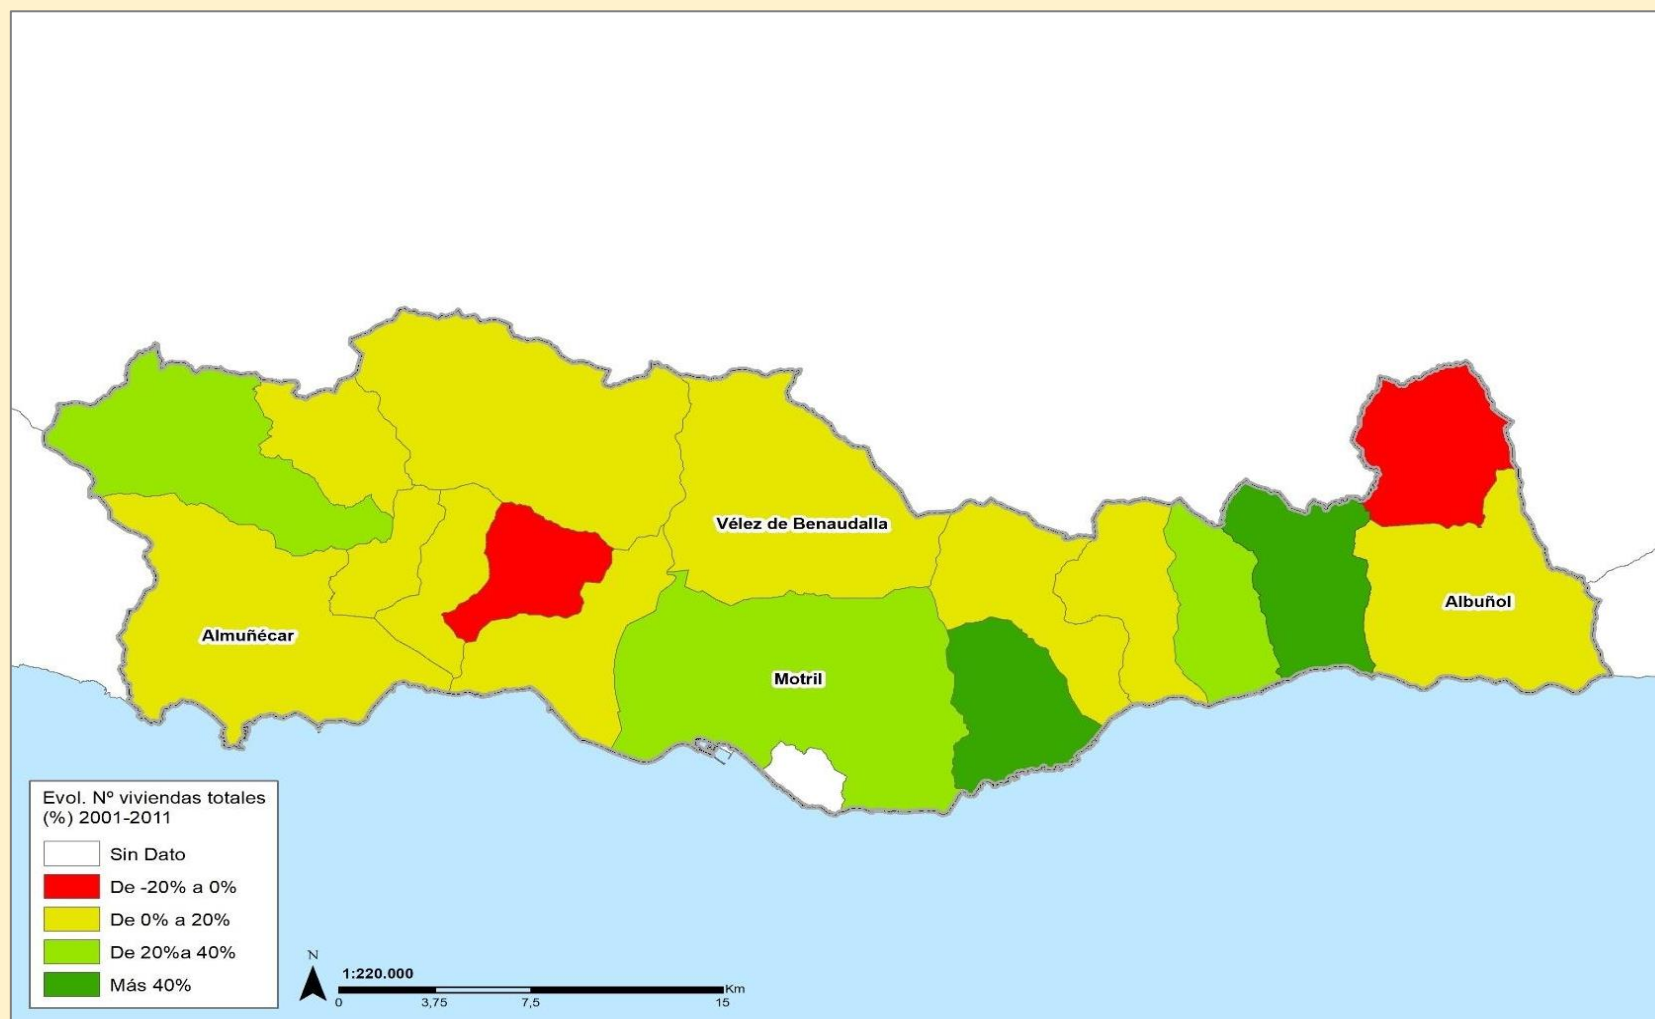 Vélez de Benaudalla
Albuñol
Almuñécar
Motril
Evol. Nº viviendas totales
(%) 2001-2011
Sin Dato
De -20% a 0%
De 0% a 20%
De 20%a 40%
Más 40%
N
1:220.000
Km
0 3,75 7,5 15